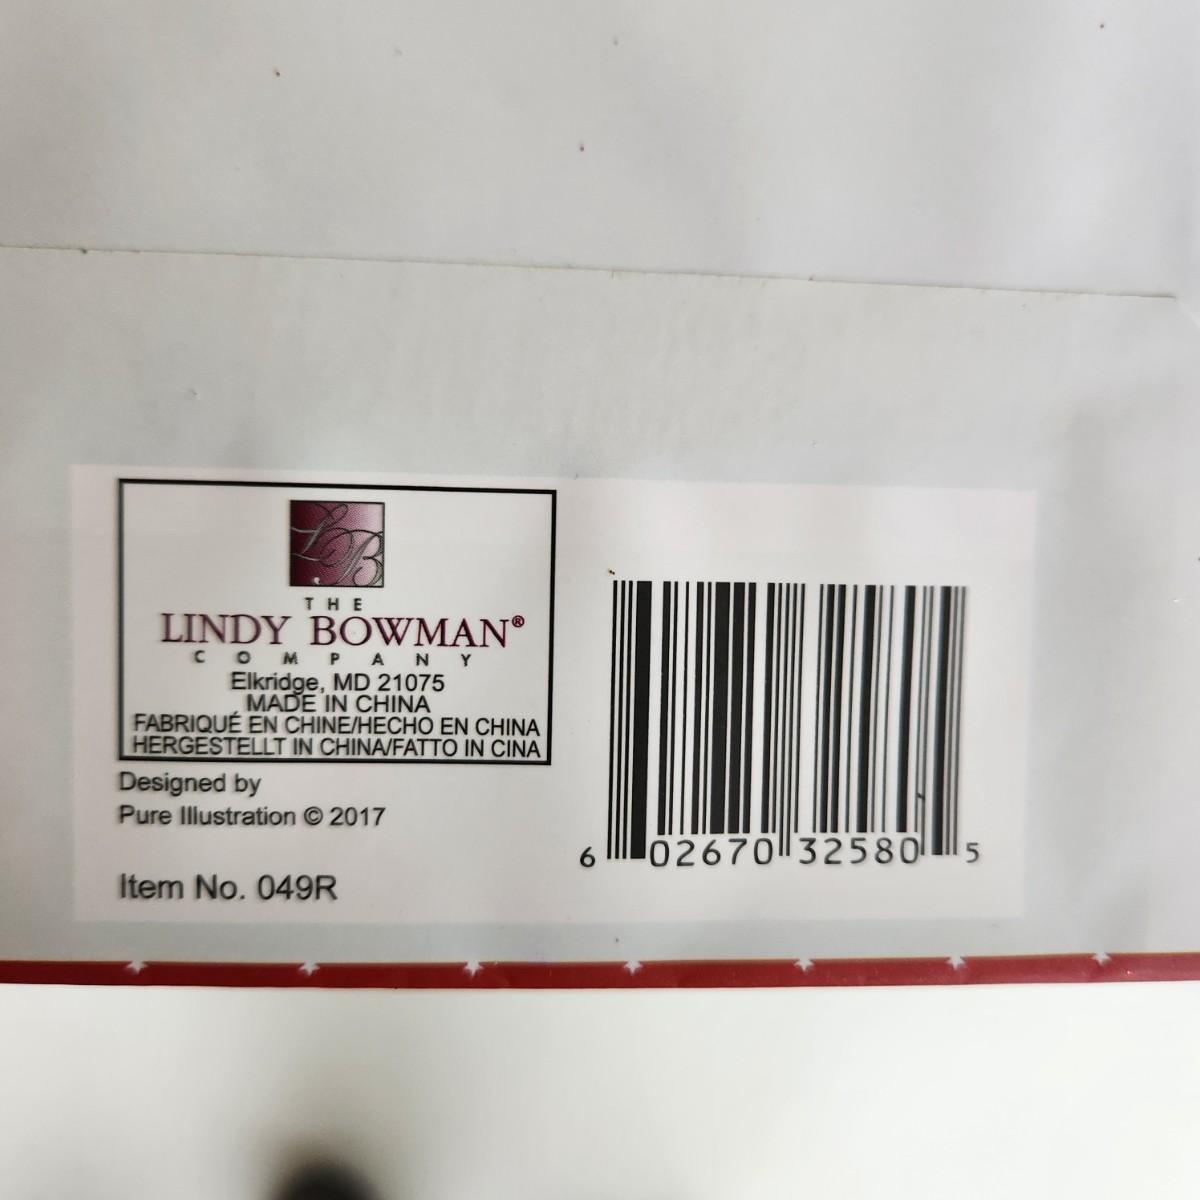 LB
THE
LINDY BOWMAN®
COMPANY
Elkridge, MD 21075
MADE IN CHINA
FABRIQUÉ EN CHINE/HECHO EN CHINA
HERGESTELLT IN CHINA/FATTO IN CINA
Designed by
Pure Illustration © 2017
Item No. 049R
6 02670 32580 5